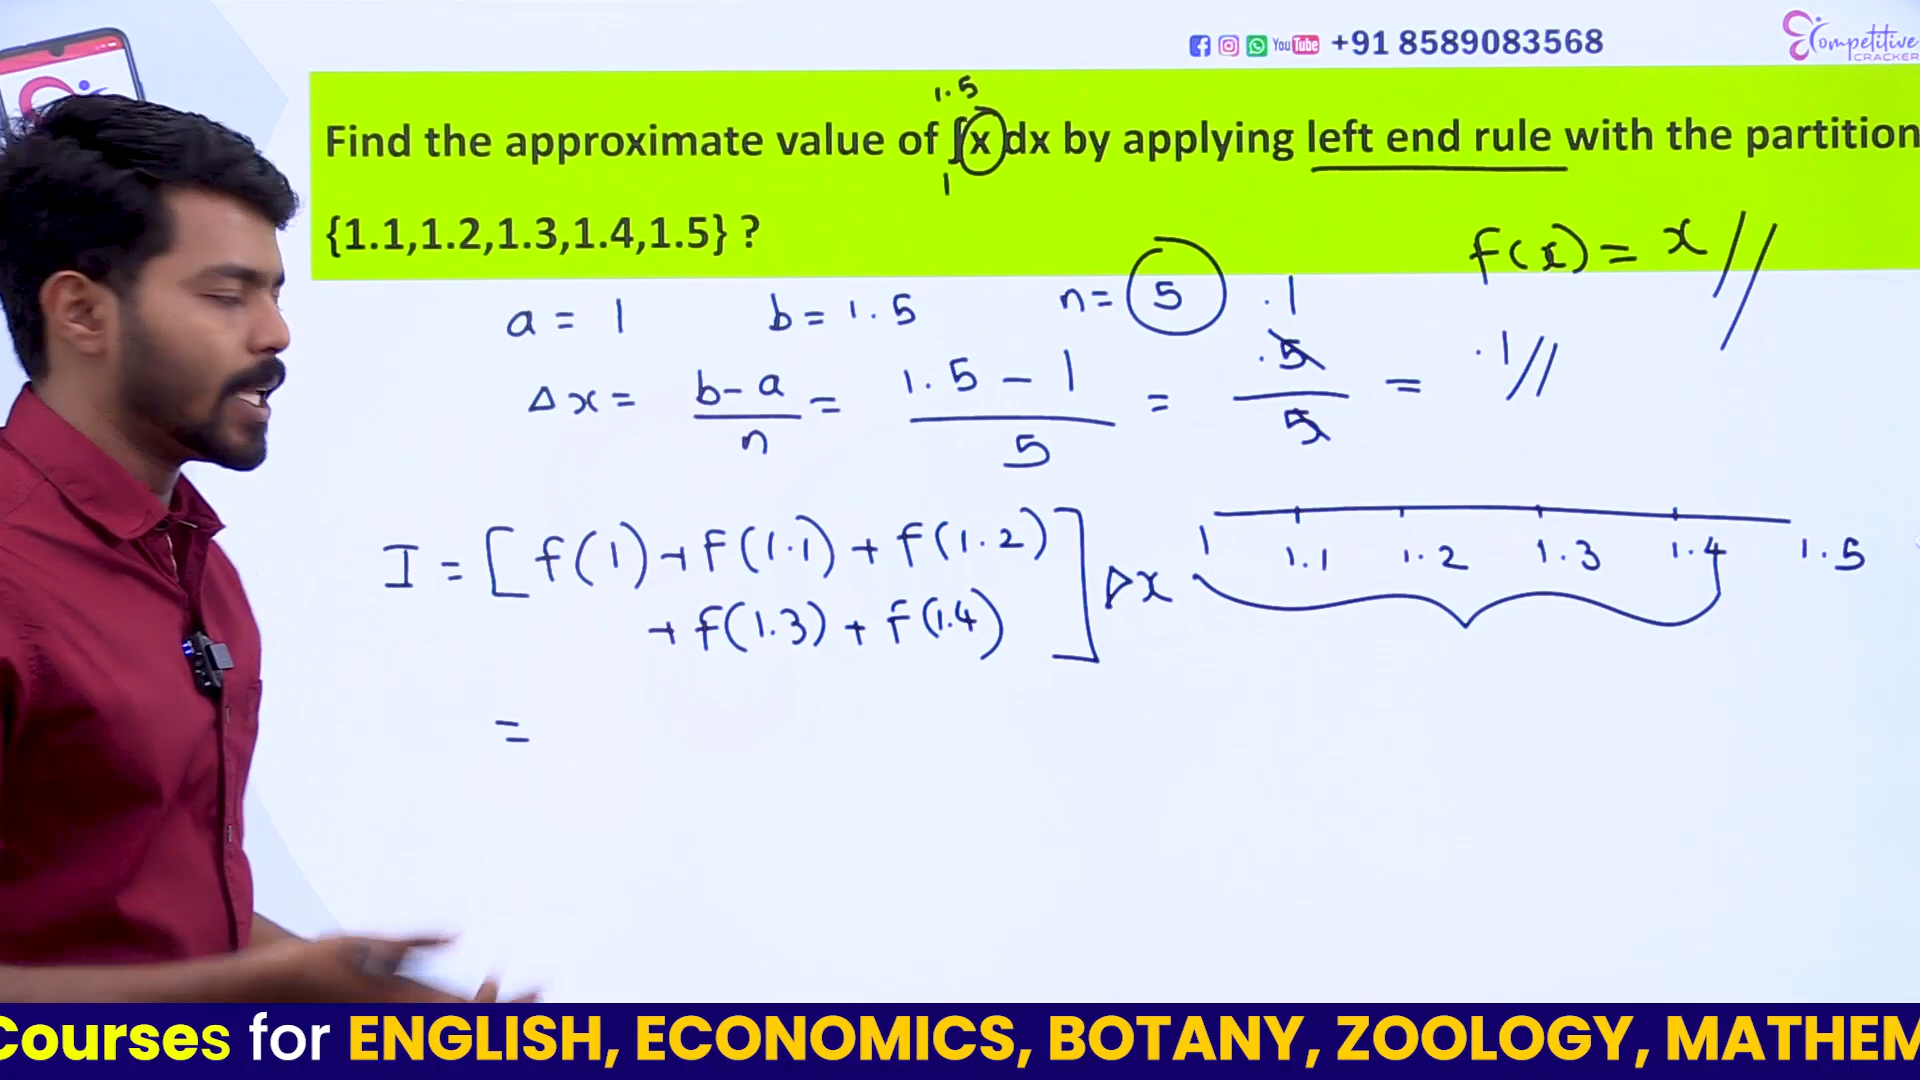 YouTube +91 8589083568
Competitive CRACKER
1.5
Find the approximate value of ∫x dx by applying left end rule with the partition
1
{1.1,1.2,1.3,1.4,1.5} ?
f(x) = x //
a = 1 b = 1.5 n = 5 .1
Δx = b-a/n = 1.5 - 1/5 = .5/5 = .1 //
I = [f(1) + f(1.1) + f(1.2)
+ f(1.3) + f(1.4)] Δx
1 1.1 1.2 1.3 1.4 1.5
=
Courses for ENGLISH, ECONOMICS, BOTANY, ZOOLOGY, MATHEM